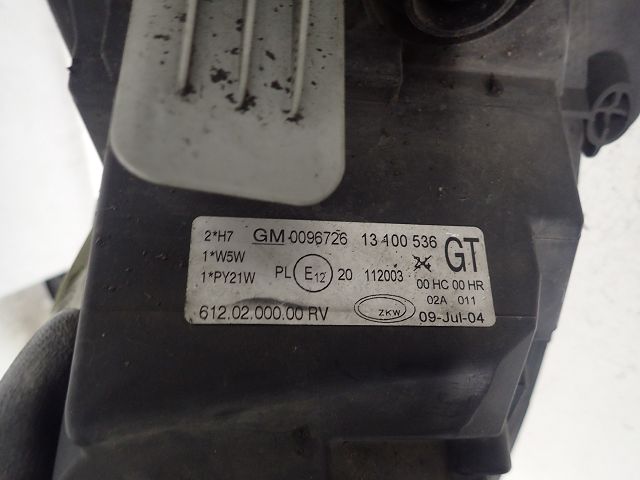 2*H7 GM 0096726 13 400 536 GT
1*W5W
1*PY21W PL E12 20 112003 00 HC 00 HR
02A 011
612.02.000.00 RV ZKW 09-Jul-04